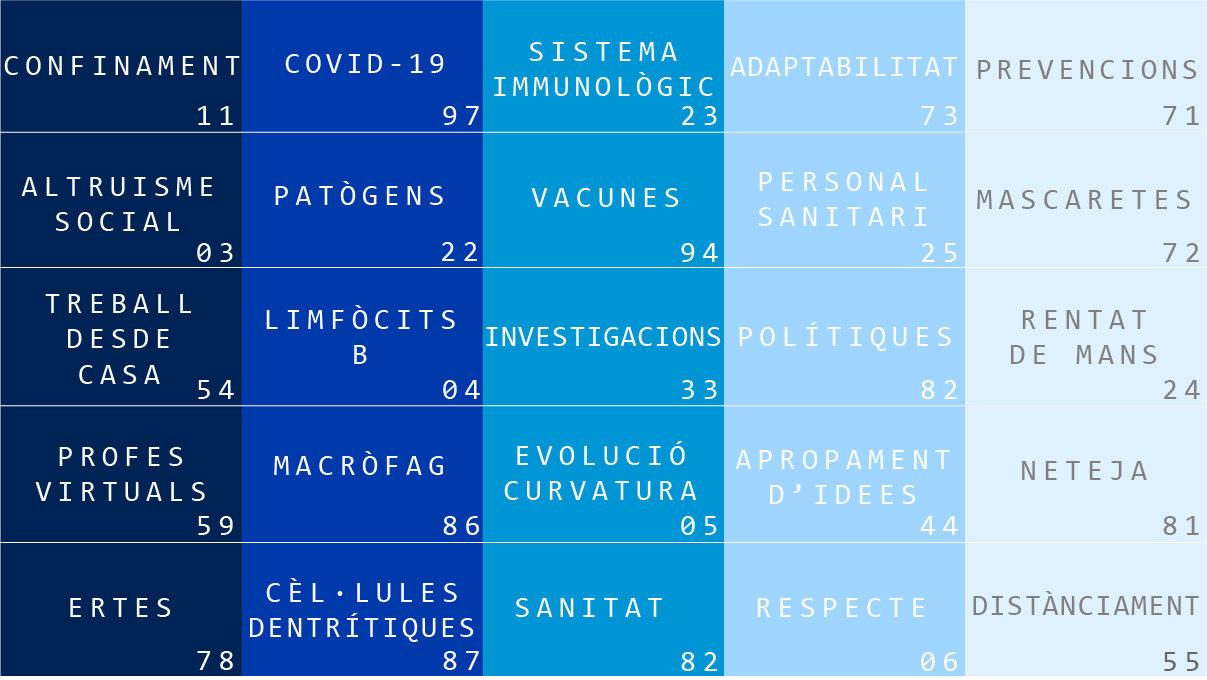 CONFINAMENT
11
COVID-19
97
SISTEMA
IMMUNOLÒGIC
23
ADAPTABILITAT
73
PREVENCIONS
71
ALTRUISME
SOCIAL
03
PATÒGENS
22
VACUNES
94
PERSONAL
SANITARI
25
MASCARETES
72
TREBALL
DESDE
CASA
54
LIMFÒCITS
B
04
INVESTIGACIONS
33
POLÍTIQUES
82
RENTAT
DE MANS
24
PROFES
VIRTUALS
59
MACRÒFAG
86
EVOLUCIÓ
CURVATURA
05
APROPAMENT
D’IDEES
44
NETEJA
81
ERTES
78
CÈL·LULES
DENTRÍTIQUES
87
SANITAT
82
RESPECTE
06
DISTÀNCIAMENT
55